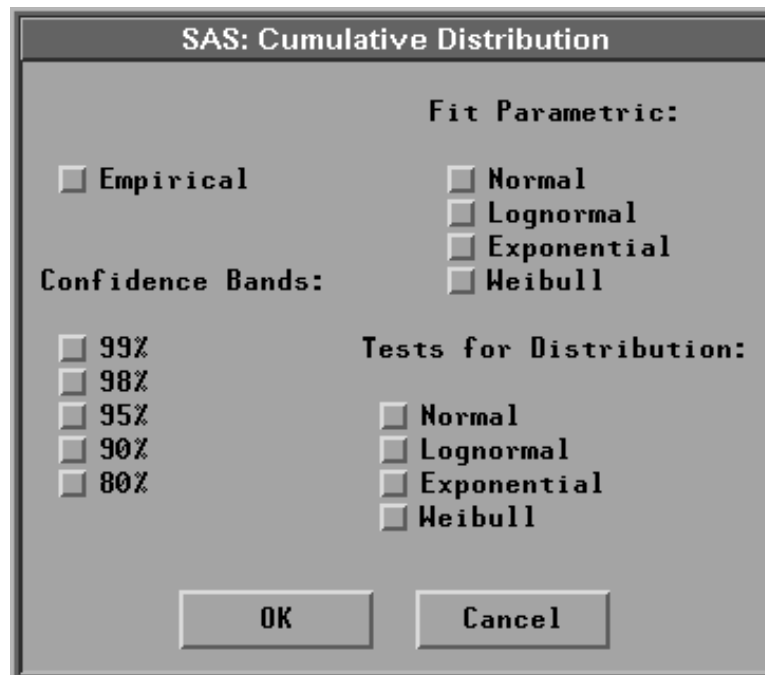 SAS: Cumulative Distribution
Empirical
Confidence Bands:
99%
98%
95%
90%
80%
Fit Parametric:
Normal
Lognormal
Exponential
Weibull
Tests for Distribution:
Normal
Lognormal
Exponential
Weibull
OK
Cancel